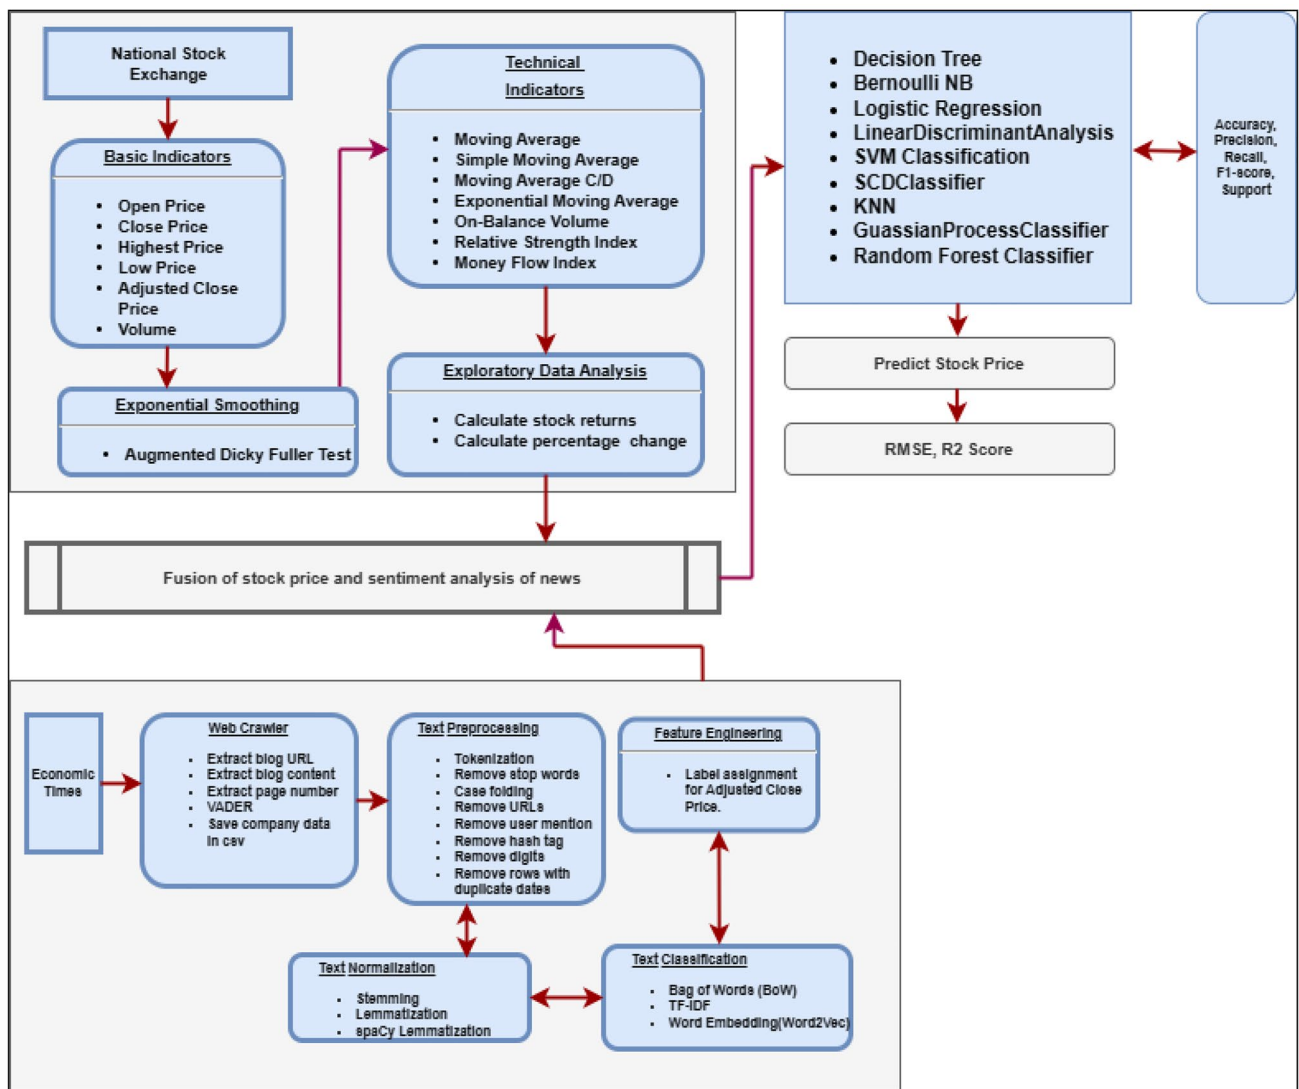 National Stock
Exchange
Basic Indicators
• Open Price
• Close Price
• Highest Price
• Low Price
• Adjusted Close
Price
• Volume
Exponential Smoothing
• Augmented Dicky Fuller Test
Technical
Indicators
• Moving Average
• Simple Moving Average
• Moving Average C/D
• Exponential Moving Average
• On-Balance Volume
• Relative Strength Index
• Money Flow Index
Exploratory Data Analysis
• Calculate stock returns
• Calculate percentage change
• Decision Tree
• Bernoulli NB
• Logistic Regression
• LinearDiscriminantAnalysis
• SVM Classification
• SCDClassifier
• KNN
• GuassianProcessClassifier
• Random Forest Classifier
Accuracy,
Precision,
Recall,
F1-score,
Support
Predict Stock Price
RMSE, R2 Score
Fusion of stock price and sentiment analysis of news
Economic
Times
Web Crawler
• Extract blog URL
• Extract blog content
• Extract page number
• VADER
• Save company data
in csv
Text Preprocessing
• Tokenization
• Remove stop words
• Case folding
• Remove URLs
• Remove user mention
• Remove hash tag
• Remove digits
• Remove rows with
duplicate dates
Feature Engineering
• Label assignment
for Adjusted Close
Price.
Text Normalization
• Stemming
• Lemmatization
• spaCy Lemmatization
Text Classification
• Bag of Words (BoW)
• TF-IDF
• Word Embedding(Word2Vec)